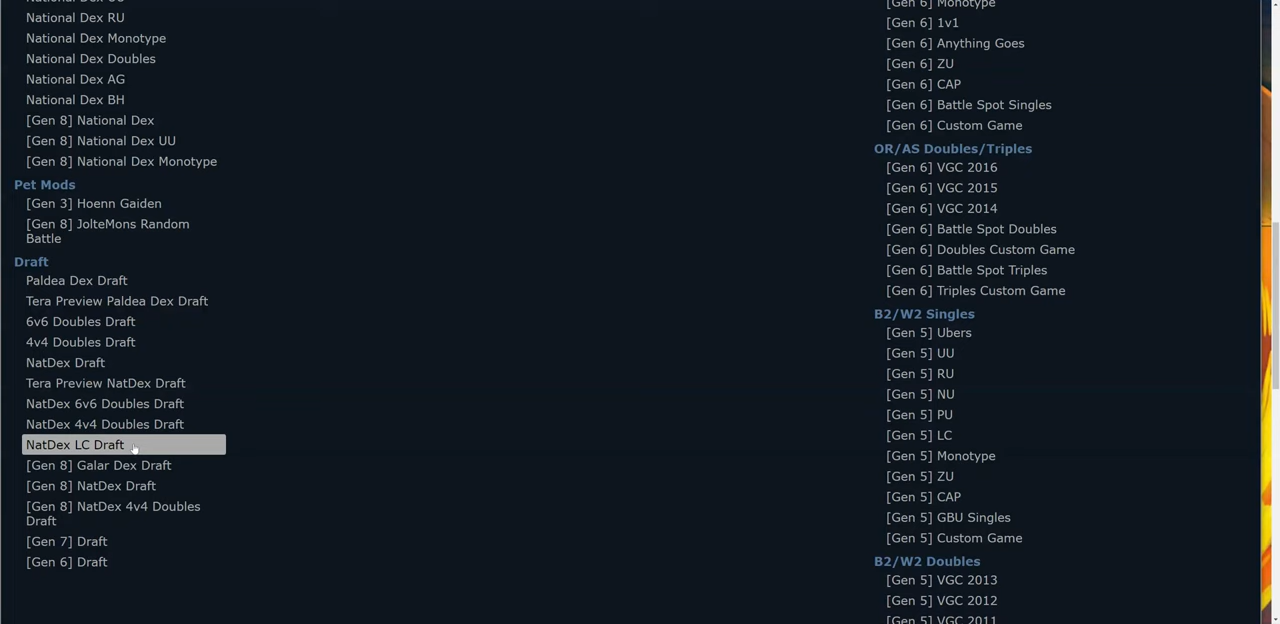 National Dex RU
National Dex Monotype
National Dex Doubles
National Dex AG
National Dex BH
[Gen 8] National Dex
[Gen 8] National Dex UU
[Gen 8] National Dex Monotype
Pet Mods
[Gen 3] Hoenn Gaiden
[Gen 8] JolteMons Random
Battle
Draft
Paldea Dex Draft
Tera Preview Paldea Dex Draft
6v6 Doubles Draft
4v4 Doubles Draft
NatDex Draft
Tera Preview NatDex Draft
NatDex 6v6 Doubles Draft
NatDex 4v4 Doubles Draft
NatDex LC Draft
[Gen 8] Galar Dex Draft
[Gen 8] NatDex Draft
[Gen 8] NatDex 4v4 Doubles
Draft
[Gen 7] Draft
[Gen 6] Draft
[Gen 6] Monotype
[Gen 6] 1v1
[Gen 6] Anything Goes
[Gen 6] ZU
[Gen 6] CAP
[Gen 6] Battle Spot Singles
[Gen 6] Custom Game
OR/AS Doubles/Triples
[Gen 6] VGC 2016
[Gen 6] VGC 2015
[Gen 6] VGC 2014
[Gen 6] Battle Spot Doubles
[Gen 6] Doubles Custom Game
[Gen 6] Battle Spot Triples
[Gen 6] Triples Custom Game
B2/W2 Singles
[Gen 5] Ubers
[Gen 5] UU
[Gen 5] RU
[Gen 5] NU
[Gen 5] PU
[Gen 5] LC
[Gen 5] Monotype
[Gen 5] ZU
[Gen 5] CAP
[Gen 5] GBU Singles
[Gen 5] Custom Game
B2/W2 Doubles
[Gen 5] VGC 2013
[Gen 5] VGC 2012
[Gen 5] VGC 2011